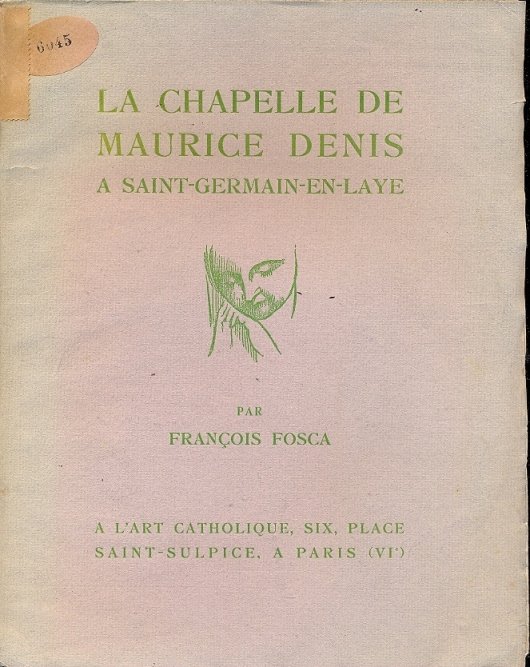 6045
LA CHAPELLE DE
MAURICE DENIS
A SAINT-GERMAIN-EN-LAYE
PAR
FRANÇOIS FOSCA
A L'ART CATHOLIQUE, SIX, PLACE
SAINT-SULPICE, A PARIS (VIᵉ)